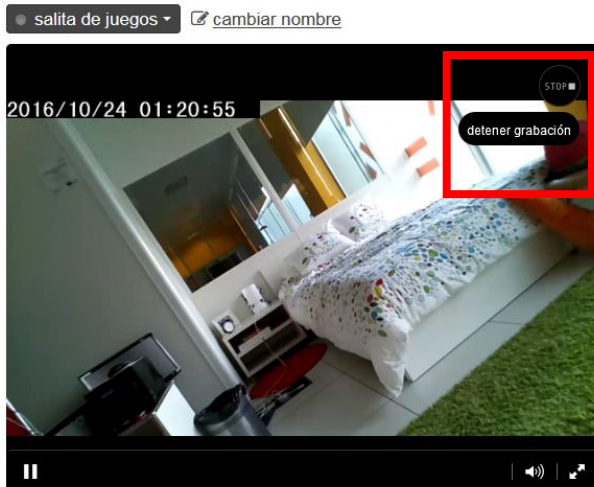 salita de juegos
cambiar nombre
STOP
2016/10/24 01:20:55
detener grabación